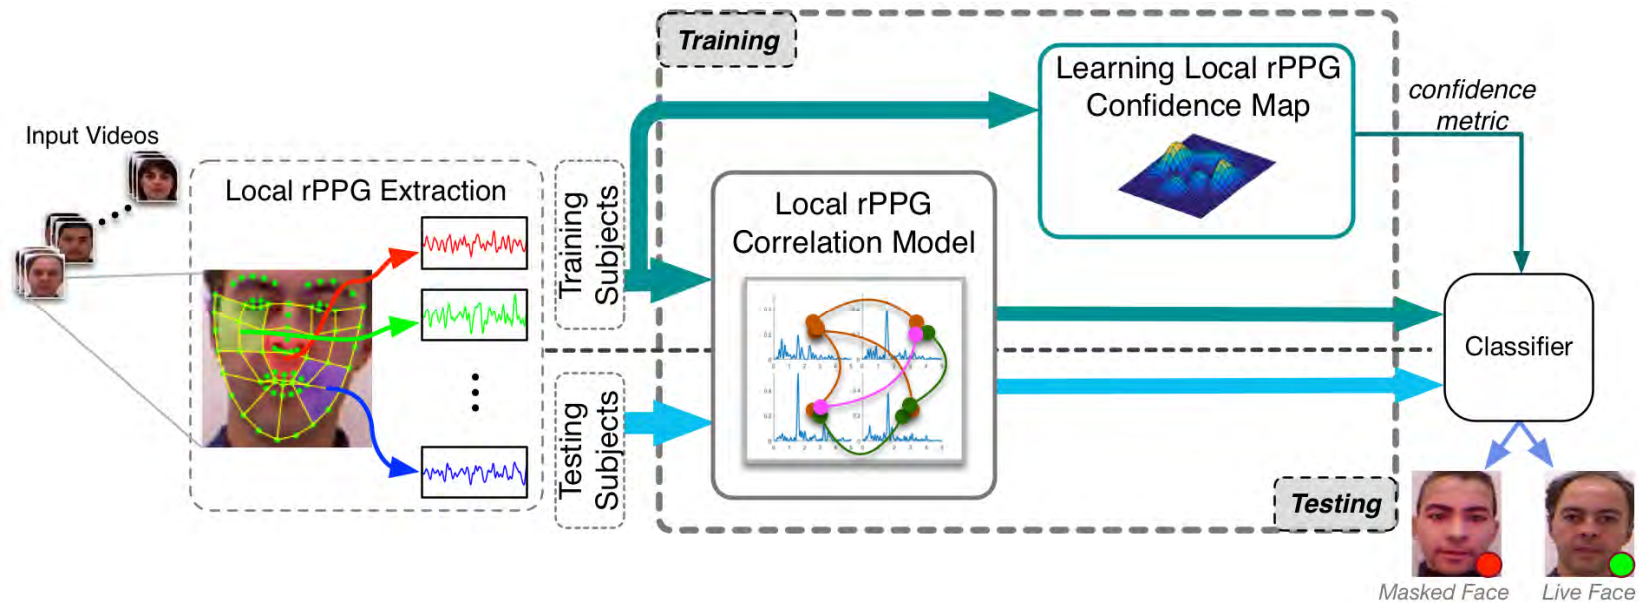 Input Videos
Local rPPG Extraction
Training
Subjects
Testing
Subjects
Training
Local rPPG
Correlation Model
Learning Local rPPG
Confidence Map
confidence
metric
Classifier
Testing
Masked Face
Live Face